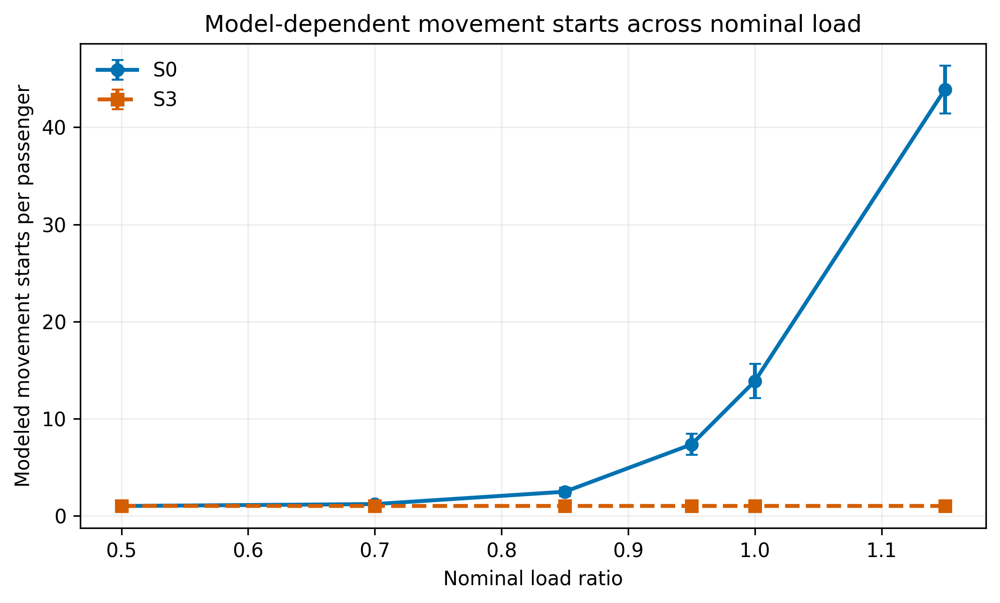 Model-dependent movement starts across nominal load
S0
S3
Modeled movement starts per passenger
40
30
20
10
0
0.5 0.6 0.7 0.8 0.9 1.0 1.1
Nominal load ratio